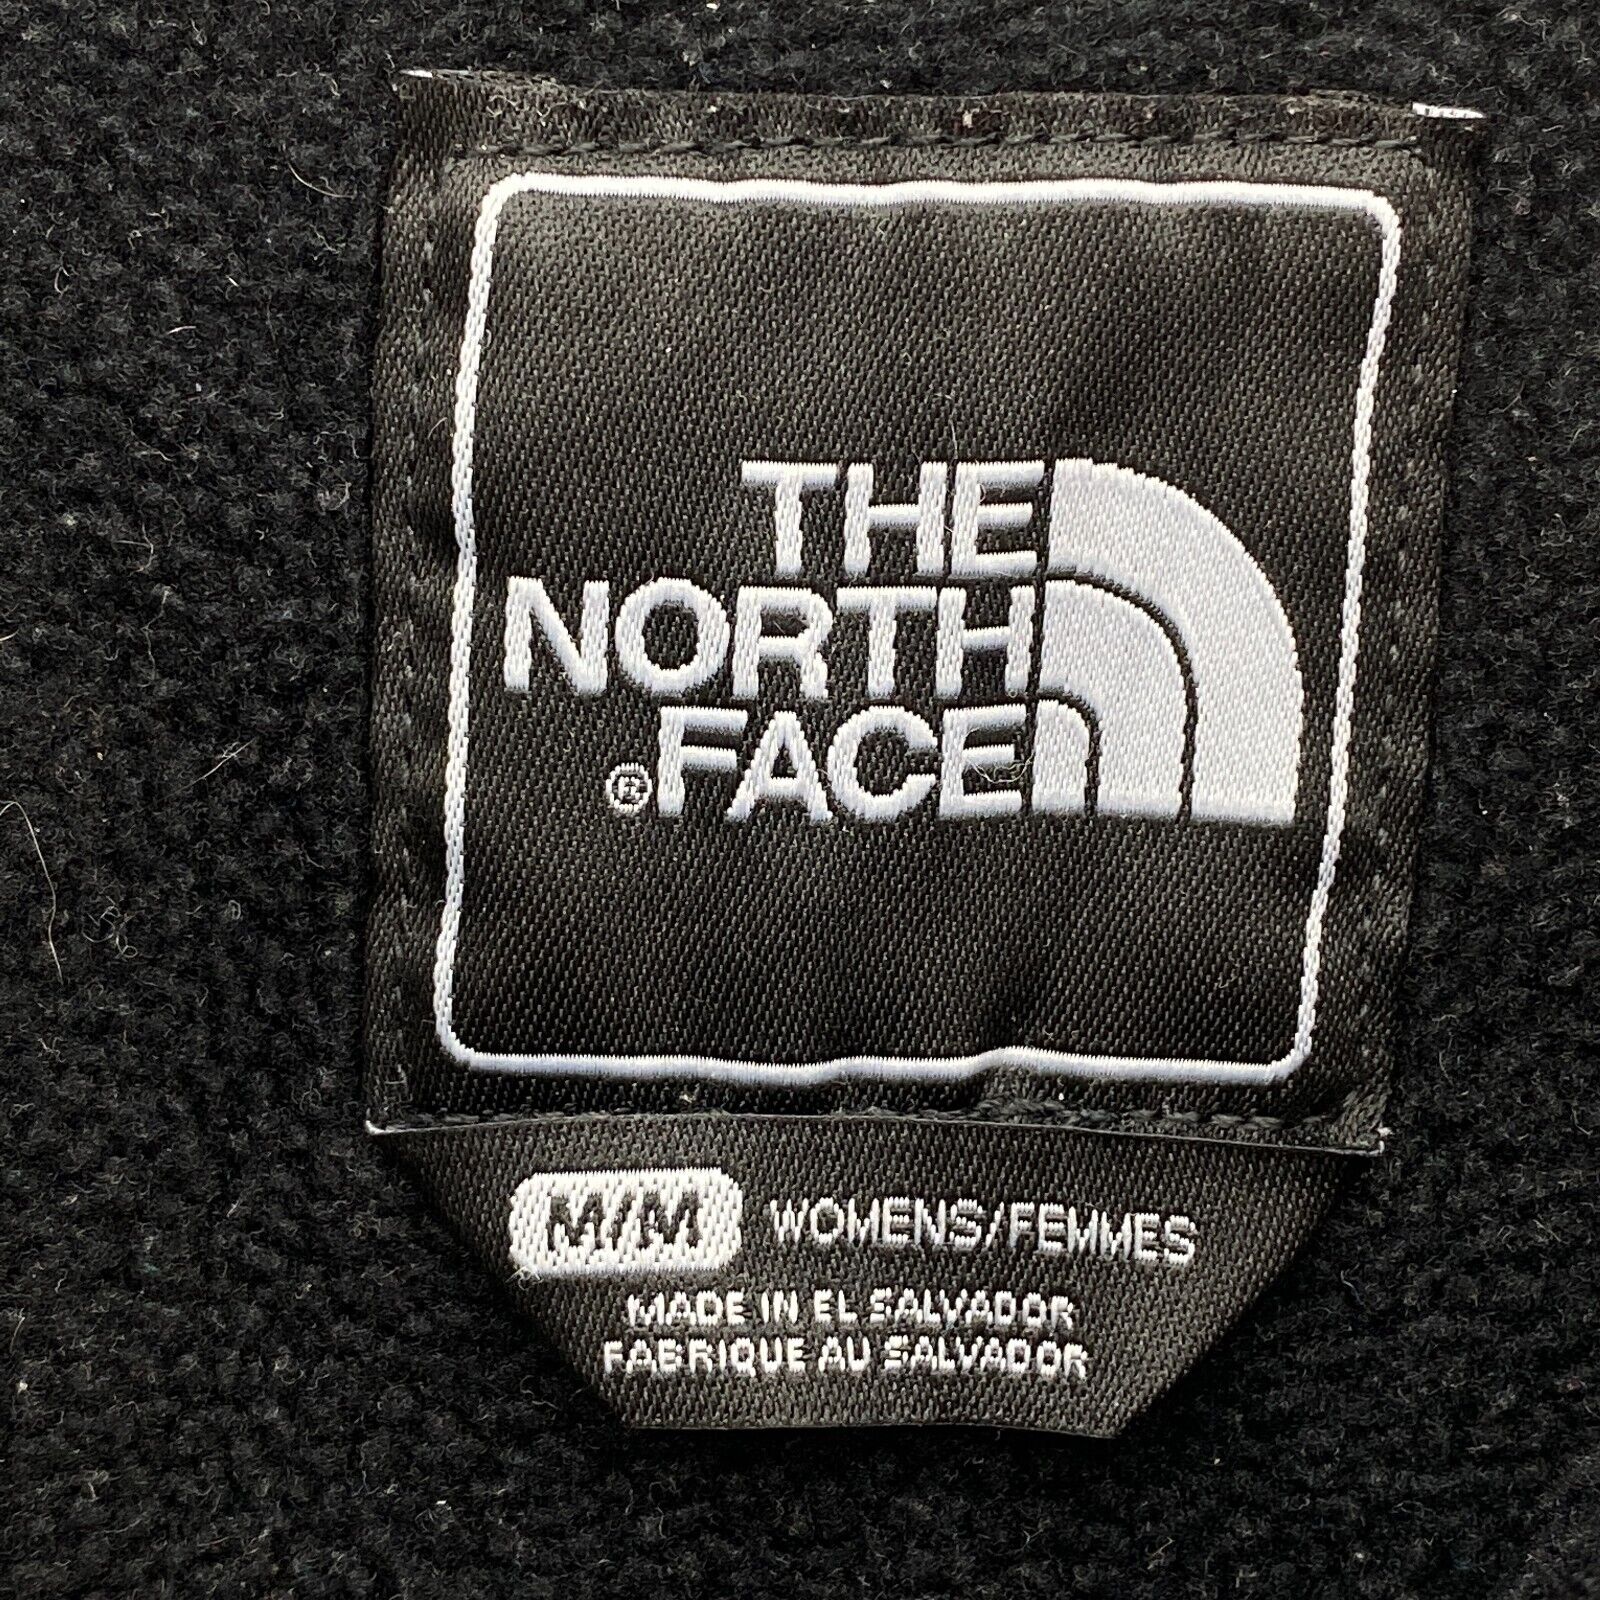 THE
NORTH
®FACE
M/M WOMENS/FEMMES
MADE IN EL SALVADOR
FABRIQUE AU SALVADOR